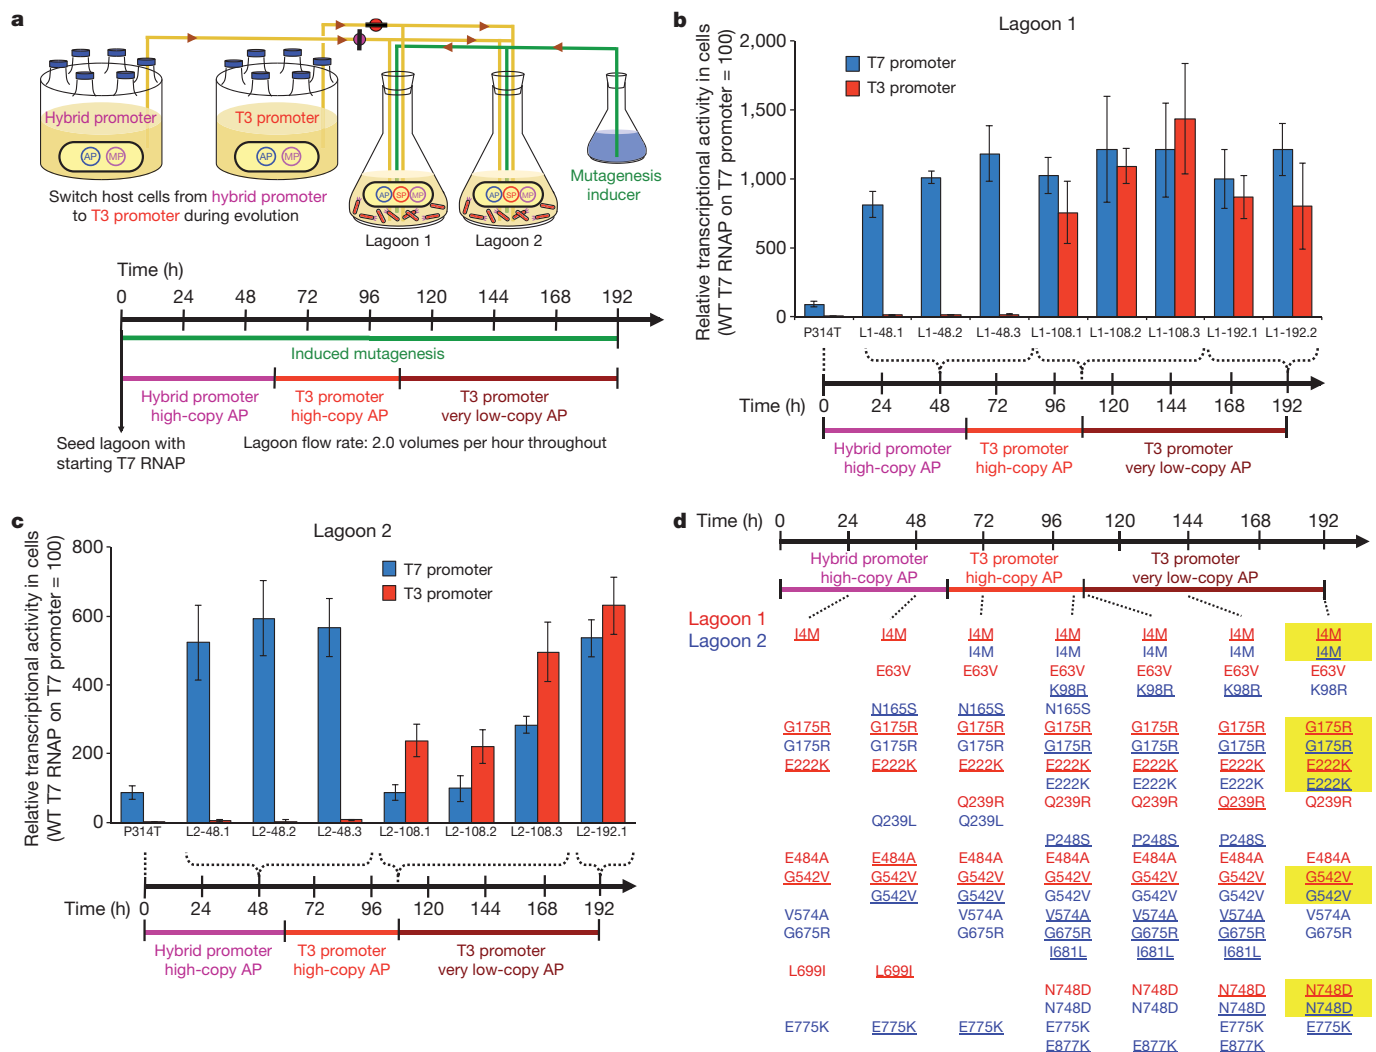 a
Hybrid promoter
AP MP
T3 promoter
AP MP
AP SP MP
AP SP MP
Switch host cells from hybrid promoter
to T3 promoter during evolution
Lagoon 1
Lagoon 2
Mutagenesis
inducer
Time (h)
0 24 48 72 96 120 144 168 192
Induced mutagenesis
Hybrid promoter
high-copy AP
T3 promoter
high-copy AP
T3 promoter
very low-copy AP
Seed lagoon with
starting T7 RNAP
Lagoon flow rate: 2.0 volumes per hour throughout
b
Lagoon 1
Relative transcriptional activity in cells
(WT T7 RNAP on T7 promoter = 100)
2,000
1,500
1,000
500
0
T7 promoter
T3 promoter
P314T L1-48.1 L1-48.2 L1-48.3 L1-108.1 L1-108.2 L1-108.3 L1-192.1 L1-192.2
Time (h) 0 24 48 72 96 120 144 168 192
Hybrid promoter
high-copy AP
T3 promoter
high-copy AP
T3 promoter
very low-copy AP
c
Lagoon 2
Relative transcriptional activity in cells
(WT T7 RNAP on T7 promoter = 100)
800
600
400
200
0
T7 promoter
T3 promoter
P314T L2-48.1 L2-48.2 L2-48.3 L2-108.1 L2-108.2 L2-108.3 L2-192.1
Time (h) 0 24 48 72 96 120 144 168 192
Hybrid promoter
high-copy AP
T3 promoter
high-copy AP
T3 promoter
very low-copy AP
d
Time (h) 0 24 48 72 96 120 144 168 192
Hybrid promoter
high-copy AP
T3 promoter
high-copy AP
T3 promoter
very low-copy AP
Lagoon 1
Lagoon 2
I4M I4M I4M I4M I4M I4M I4M
I4M I4M I4M I4M I4M
E63V E63V E63V E63V E63V E63V
K98R K98R K98R K98R
N165S N165S N165S
G175R G175R G175R G175R G175R G175R G175R
G175R G175R G175R G175R G175R G175R G175R
E222K E222K E222K E222K E222K E222K E222K
E222K E222K E222K E222K
Q239R Q239R Q239R Q239R Q239R
Q239L Q239L
P248S P248S P248S
E484A E484A E484A E484A E484A E484A E484A
G542V G542V G542V G542V G542V G542V G542V
G542V G542V G542V G542V G542V G542V
V574A V574A V574A V574A V574A V574A
G675R G675R G675R G675R G675R G675R
I681L I681L I681L
L699I L699I
N748D N748D N748D N748D
N748D N748D N748D N748D
E775K E775K E775K E775K E775K E775K
E877K E877K E877K